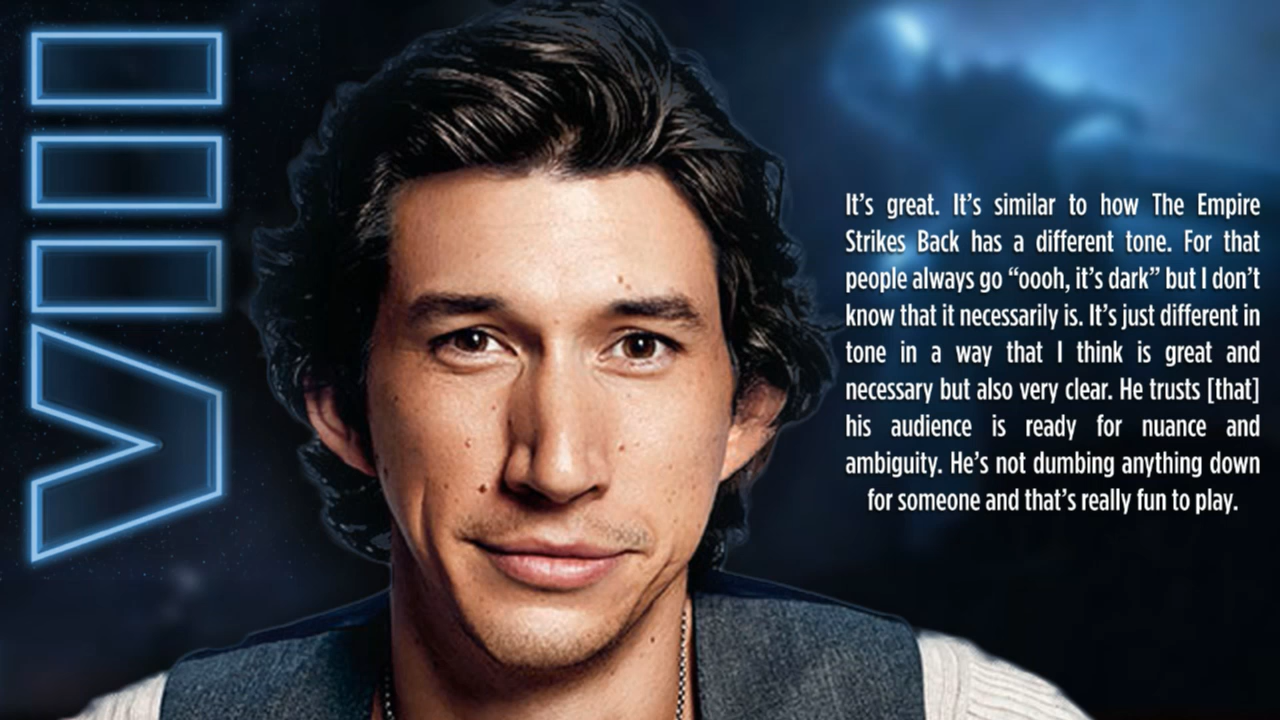 VIII
It's great. It's similar to how The Empire
Strikes Back has a different tone. For that
people always go “oooh, it's dark” but I don't
know that it necessarily is. It's just different in
tone in a way that I think is great and
necessary but also very clear. He trusts [that]
his audience is ready for nuance and
ambiguity. He's not dumbing anything down
for someone and that's really fun to play.